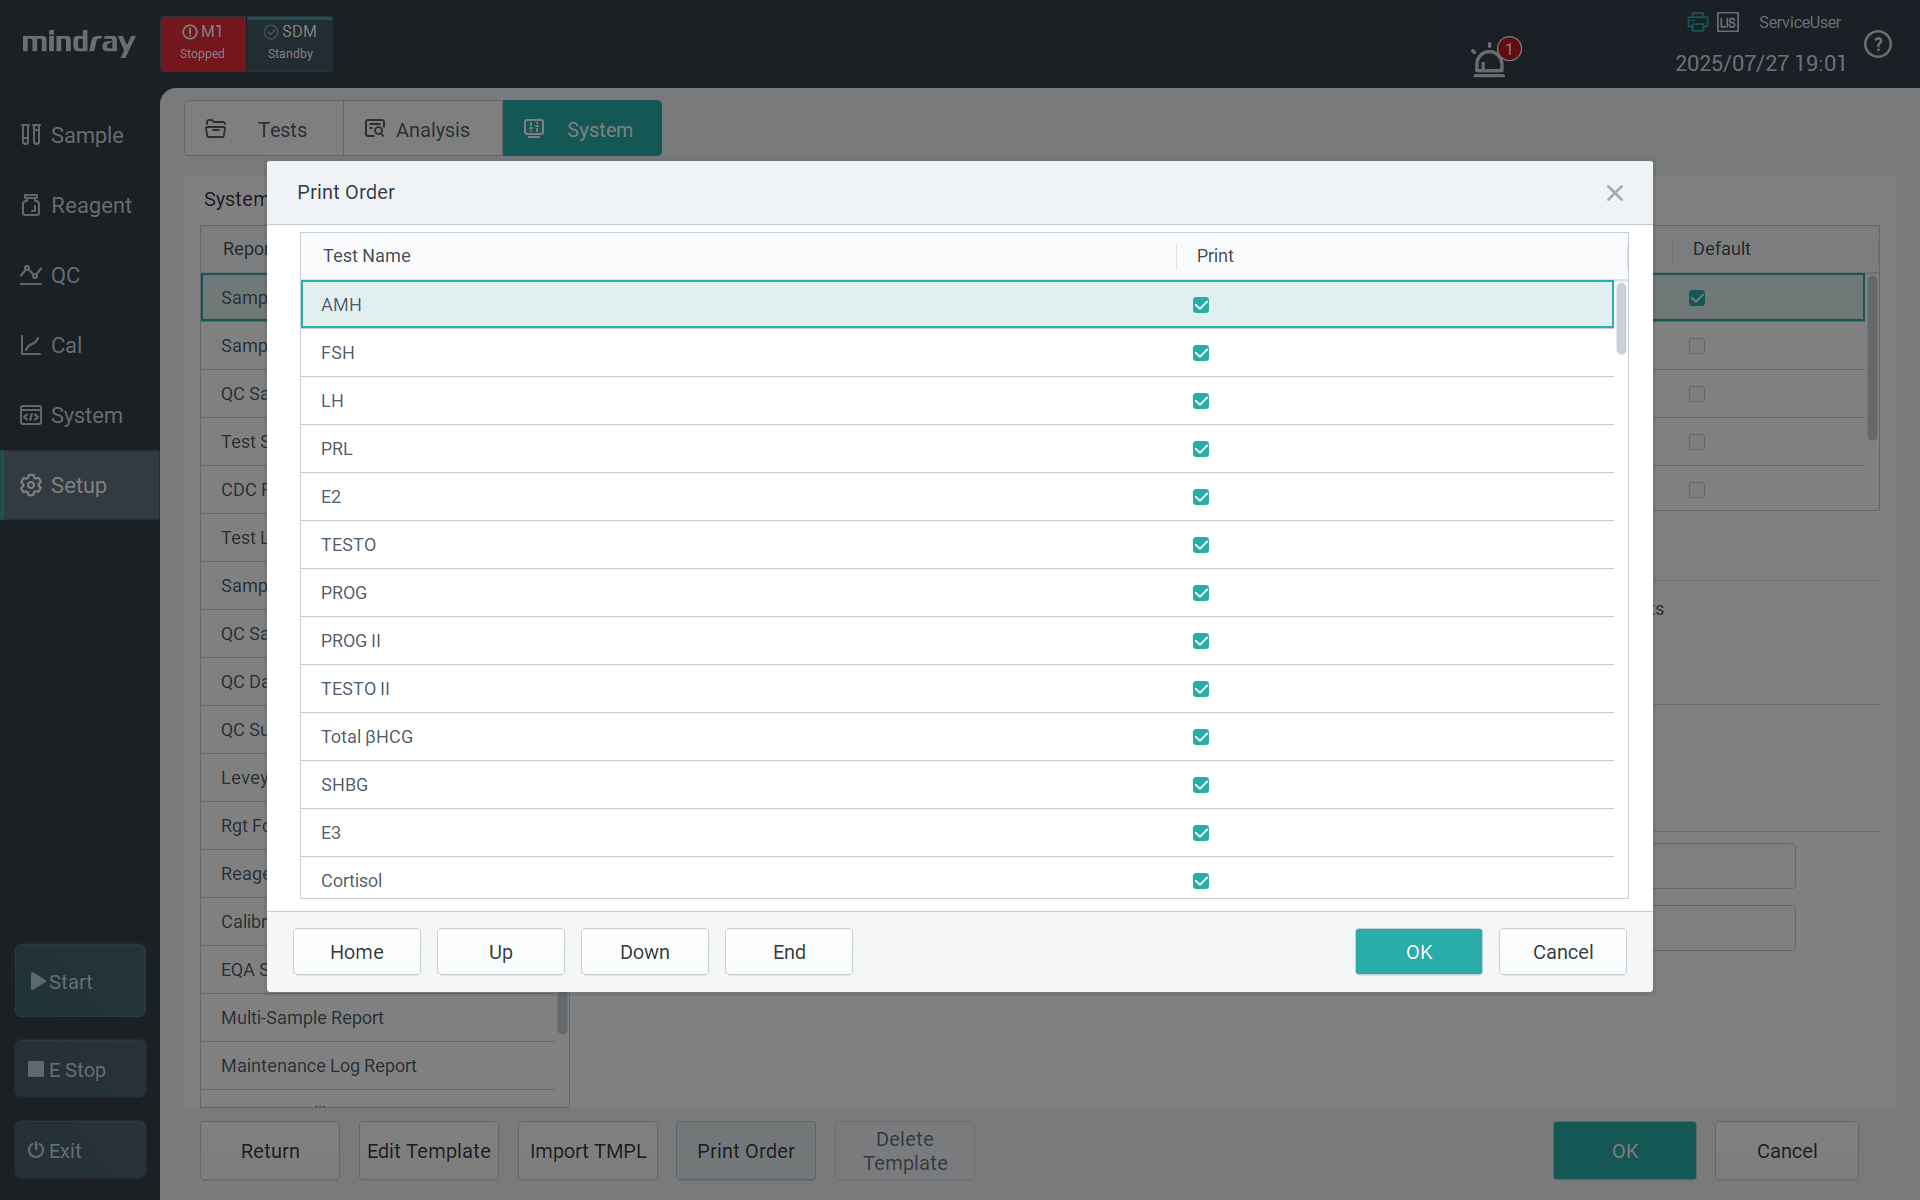 mindray
M1
Stopped
SDM
Standby
1
LIS
ServiceUser
2025/07/27 19:01
?
Sample
Reagent
QC
Cal
System
Setup
Start
E Stop
Exit
Tests
Analysis
System
System
Default
Print Order
Test Name
Print
AMH
FSH
LH
PRL
E2
TESTO
PROG
PROG II
TESTO II
Total βHCG
SHBG
E3
Cortisol
Home
Up
Down
End
OK
Cancel
Repor
Samp
Samp
QC Sa
Test S
CDC F
Test L
Samp
QC Sa
QC Da
QC Su
Levey
Rgt Fo
Reage
Calibr
EQA S
Multi-Sample Report
Maintenance Log Report
ts
Return
Edit Template
Import TMPL
Print Order
Delete
Template
OK
Cancel